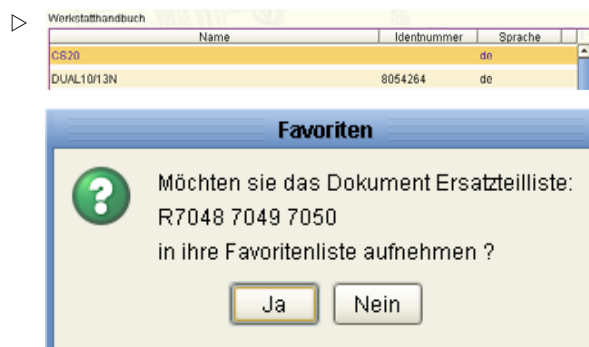 Werkstatthandbuch
Name Identnummer Sprache
CS20 de
DUAL10/13N 8054264 de
Favoriten
Möchten sie das Dokument Ersatzteilliste:
R7048 7049 7050
in ihre Favoritenliste aufnehmen ?
Ja Nein